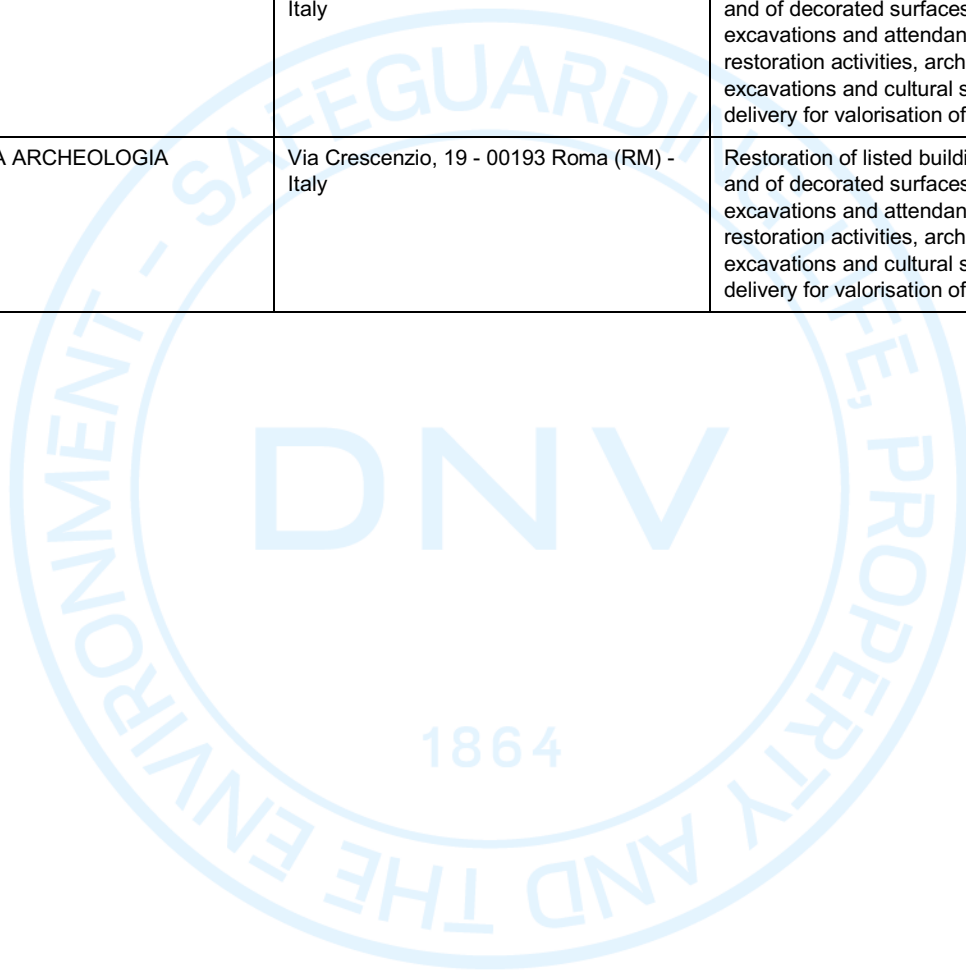 Italy
and of decorated surfaces
excavations and attendan
restoration activities, arch
excavations and cultural s
delivery for valorisation of
A ARCHEOLOGIA
Via Crescenzio, 19 - 00193 Roma (RM) -
Italy
Restoration of listed buildi
and of decorated surfaces
excavations and attendan
restoration activities, arch
excavations and cultural s
delivery for valorisation of
SAFEGUARDING LIFE, PROPERTY AND THE ENVIRONMENT -
DNV
1864